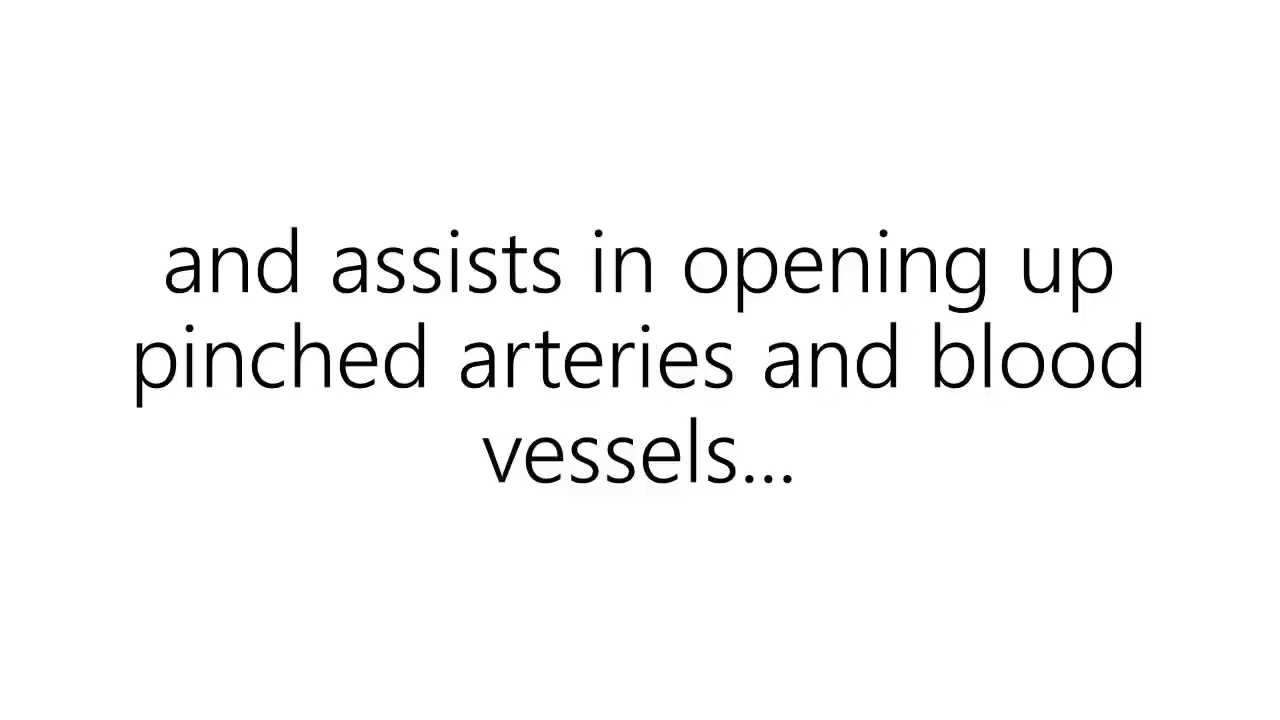 and assists in opening up
pinched arteries and blood
vessels...